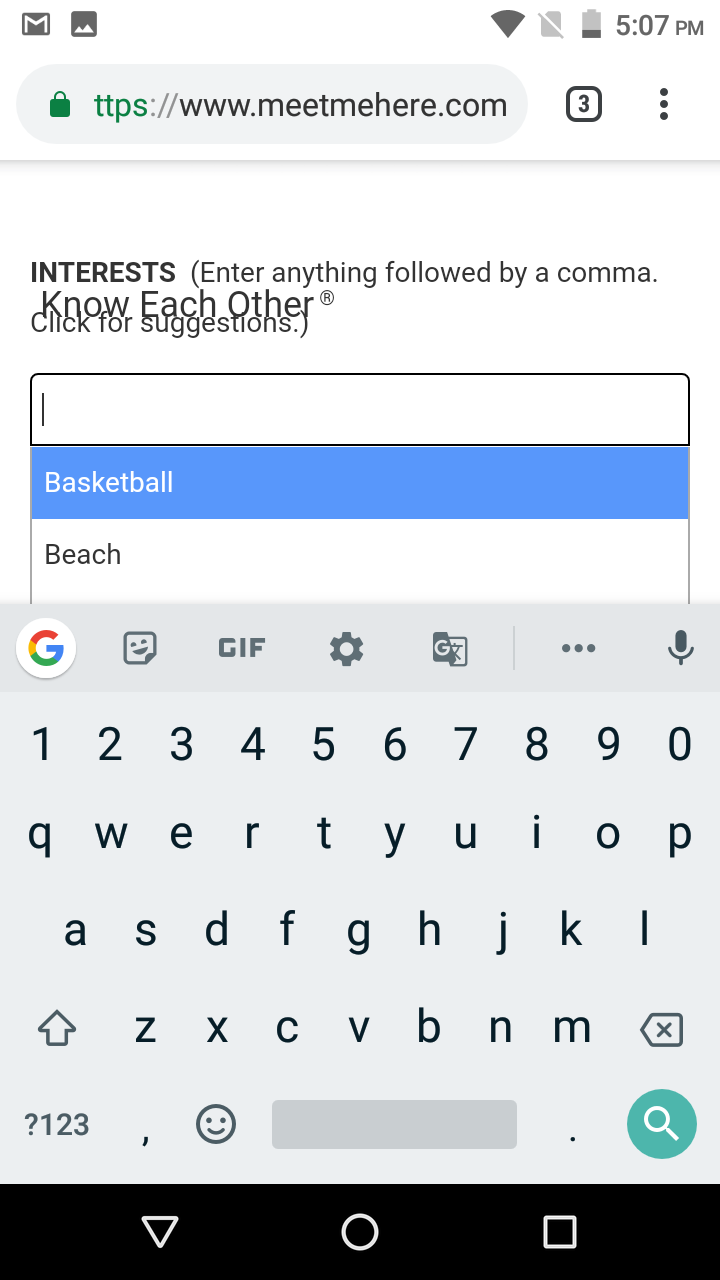 5:07 PM
ttps://www.meetmehere.com
3
INTERESTS (Enter anything followed by a comma.
Know Each Other ®
Click for suggestions.)
Basketball
Beach
G GIF G
1 2 3 4 5 6 7 8 9 0
q w e r t y u i o p
a s d f g h j k l
z x c v b n m
?123 , .